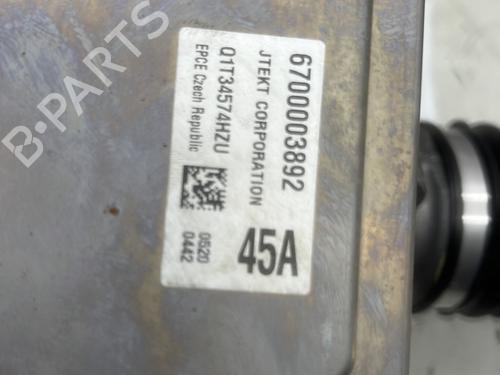 6700003892
JTEKT CORPORATION
Q1T34574HZU
EPCE Czech Republic
0520
0442
45A
B-Parts